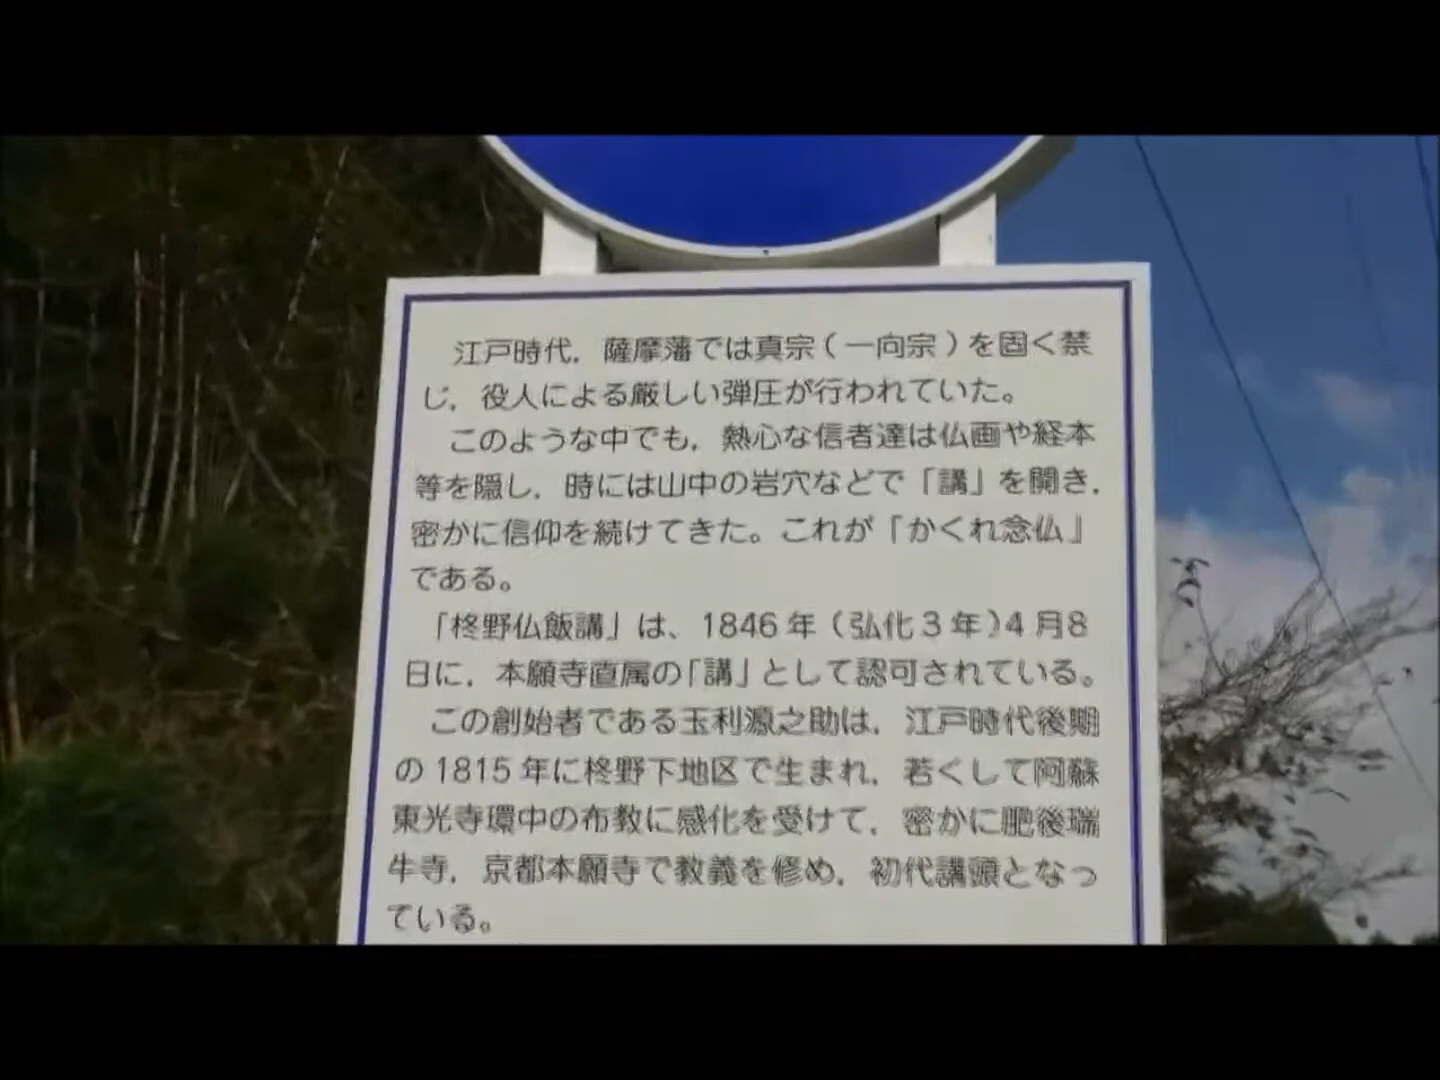 江戸時代，薩摩藩では真宗（一向宗）を固く禁
じ，役人による厳しい弾圧が行われていた。
このような中でも，熱心な信者達は仏画や経本
等を隠し，時には山中の岩穴などで「講」を開き，
密かに信仰を続けてきた。これが「かくれ念仏」
である。
「柊野仏飯講」は、1846年（弘化３年)4月8
日に，本願寺直属の「講」として認可されている。
この創始者である玉利源之助は，江戸時代後期
の1815年に柊野下地区で生まれ，若くして阿蘇
東光寺環中の布教に感化を受けて，密かに肥後瑞
牛寺，京都本願寺で教義を修め，初代講頭となっ
ている。